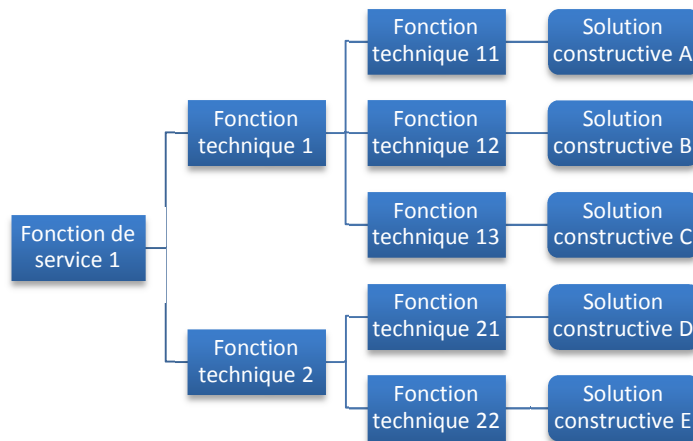 Fonction
technique 11
Solution
constructive A
Fonction
technique 1
Fonction
technique 12
Solution
constructive B
Fonction
technique 13
Solution
constructive C
Fonction de
service 1
Fonction
technique 2
Fonction
technique 21
Solution
constructive D
Fonction
technique 22
Solution
constructive E